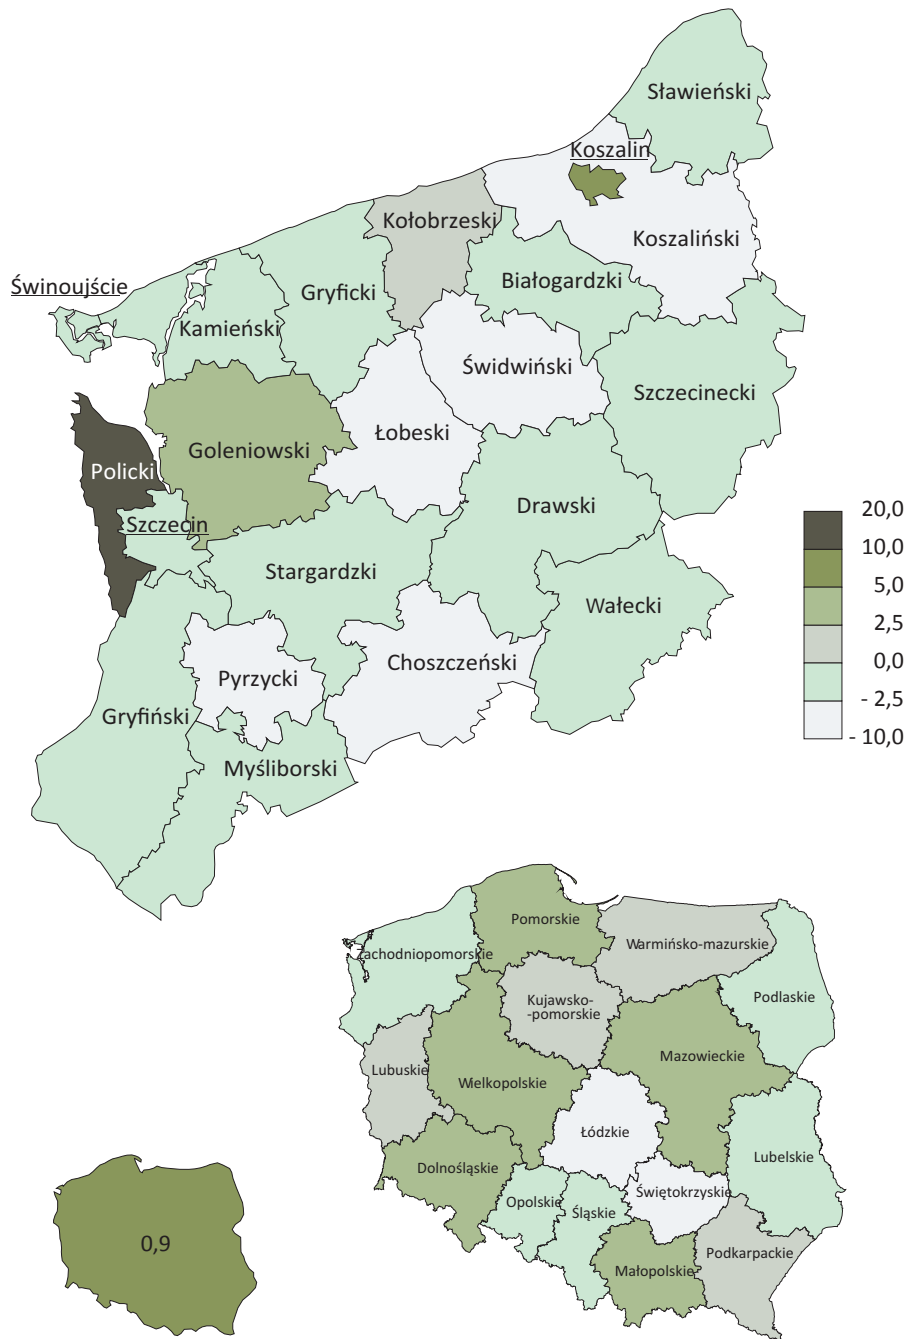 Sławieński
Koszalin
Kołobrzeski
Koszaliński
Białogardzki
Świnoujście
Gryficki
Kamieński
Świdwiński
Szczecinecki
Łobeski
Goleniowski
Policki
Drawski
Szczecin
Stargardzki
Wałecki
Choszczeński
Pyrzycki
Gryfiński
Myśliborski
20,0
10,0
5,0
2,5
0,0
- 2,5
- 10,0
Pomorskie
Warmińsko-mazurskie
Zachodniopomorskie
Podlaskie
Kujawsko-
-pomorskie
Mazowieckie
Lubuskie
Wielkopolskie
Łódzkie
Lubelskie
Dolnośląskie
Opolskie
Śląskie
Świętokrzyskie
Podkarpackie
Małopolskie
0,9